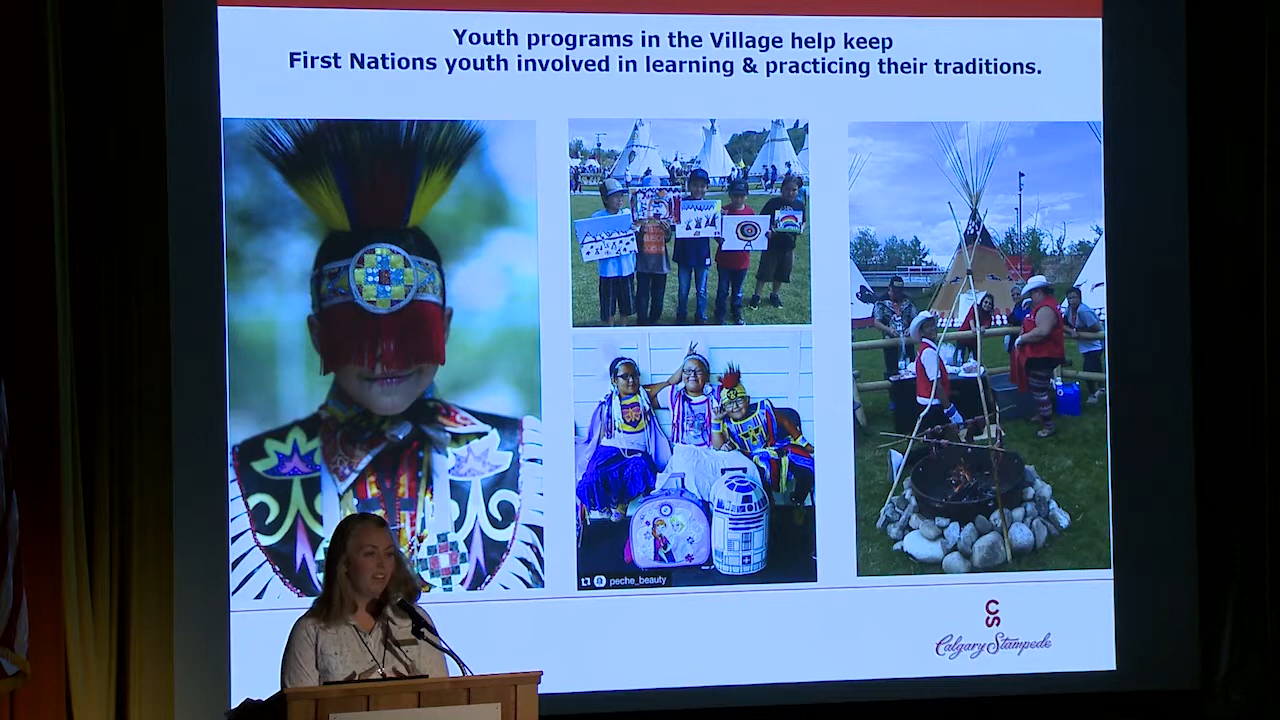 Youth programs in the Village help keep
First Nations youth involved in learning & practicing their traditions.
peche_beauty
CS
Calgary Stampede